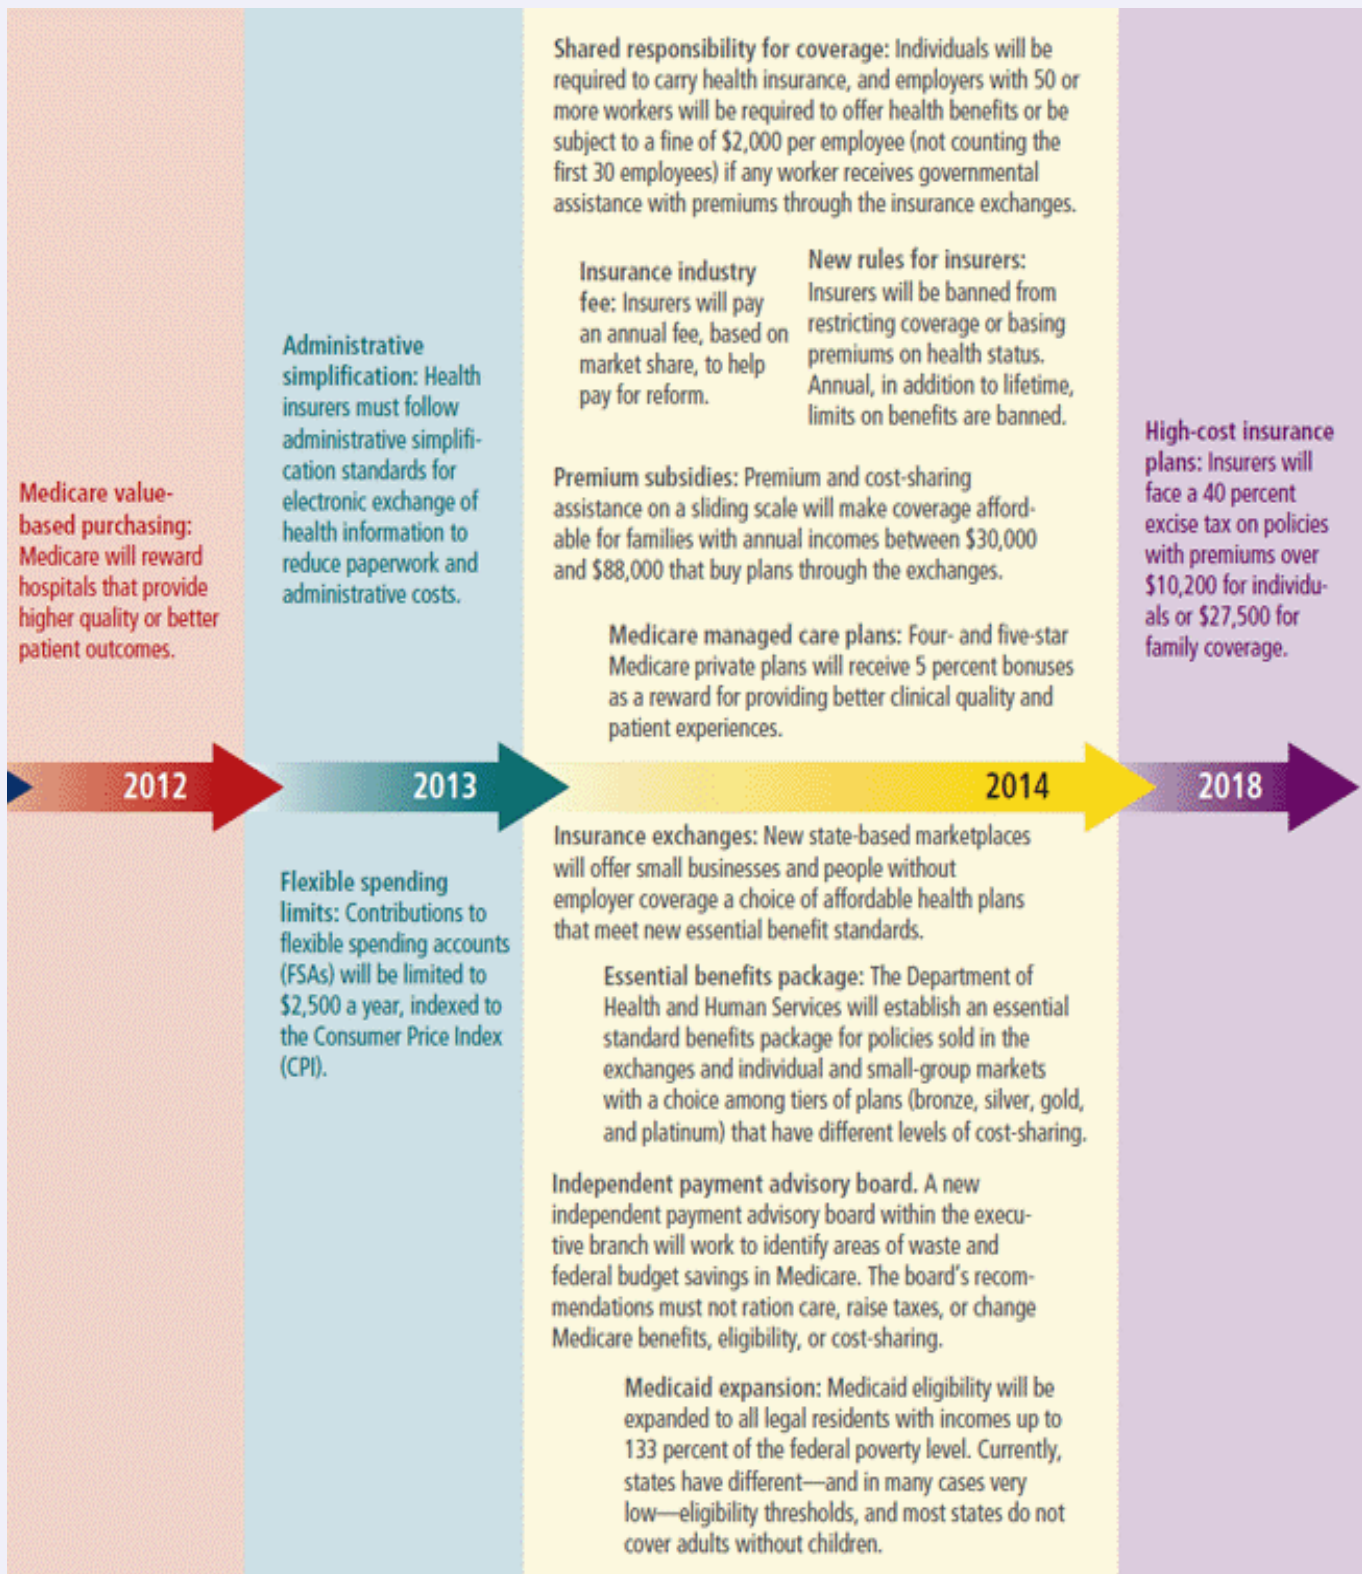 Medicare value-
based purchasing:
Medicare will reward
hospitals that provide
higher quality or better
patient outcomes.
2012
Administrative
simplification: Health
insurers must follow
administrative simplifi-
cation standards for
electronic exchange of
health information to
reduce paperwork and
administrative costs.
2013
Flexible spending
limits: Contributions to
flexible spending accounts
(FSAs) will be limited to
$2,500 a year, indexed to
the Consumer Price Index
(CPI).
Shared responsibility for coverage: Individuals will be
required to carry health insurance, and employers with 50 or
more workers will be required to offer health benefits or be
subject to a fine of $2,000 per employee (not counting the
first 30 employees) if any worker receives governmental
assistance with premiums through the insurance exchanges.
Insurance industry
fee: Insurers will pay
an annual fee, based on
market share, to help
pay for reform.
New rules for insurers:
Insurers will be banned from
restricting coverage or basing
premiums on health status.
Annual, in addition to lifetime,
limits on benefits are banned.
Premium subsidies: Premium and cost-sharing
assistance on a sliding scale will make coverage afford-
able for families with annual incomes between $30,000
and $88,000 that buy plans through the exchanges.
Medicare managed care plans: Four- and five-star
Medicare private plans will receive 5 percent bonuses
as a reward for providing better clinical quality and
patient experiences.
2014
Insurance exchanges: New state-based marketplaces
will offer small businesses and people without
employer coverage a choice of affordable health plans
that meet new essential benefit standards.
Essential benefits package: The Department of
Health and Human Services will establish an essential
standard benefits package for policies sold in the
exchanges and individual and small-group markets
with a choice among tiers of plans (bronze, silver, gold,
and platinum) that have different levels of cost-sharing.
Independent payment advisory board. A new
independent payment advisory board within the execu-
tive branch will work to identify areas of waste and
federal budget savings in Medicare. The board's recom-
mendations must not ration care, raise taxes, or change
Medicare benefits, eligibility, or cost-sharing.
Medicaid expansion: Medicaid eligibility will be
expanded to all legal residents with incomes up to
133 percent of the federal poverty level. Currently,
states have different—and in many cases very
low—eligibility thresholds, and most states do not
cover adults without children.
High-cost insurance
plans: Insurers will
face a 40 percent
excise tax on policies
with premiums over
$10,200 for individu-
als or $27,500 for
family coverage.
2018